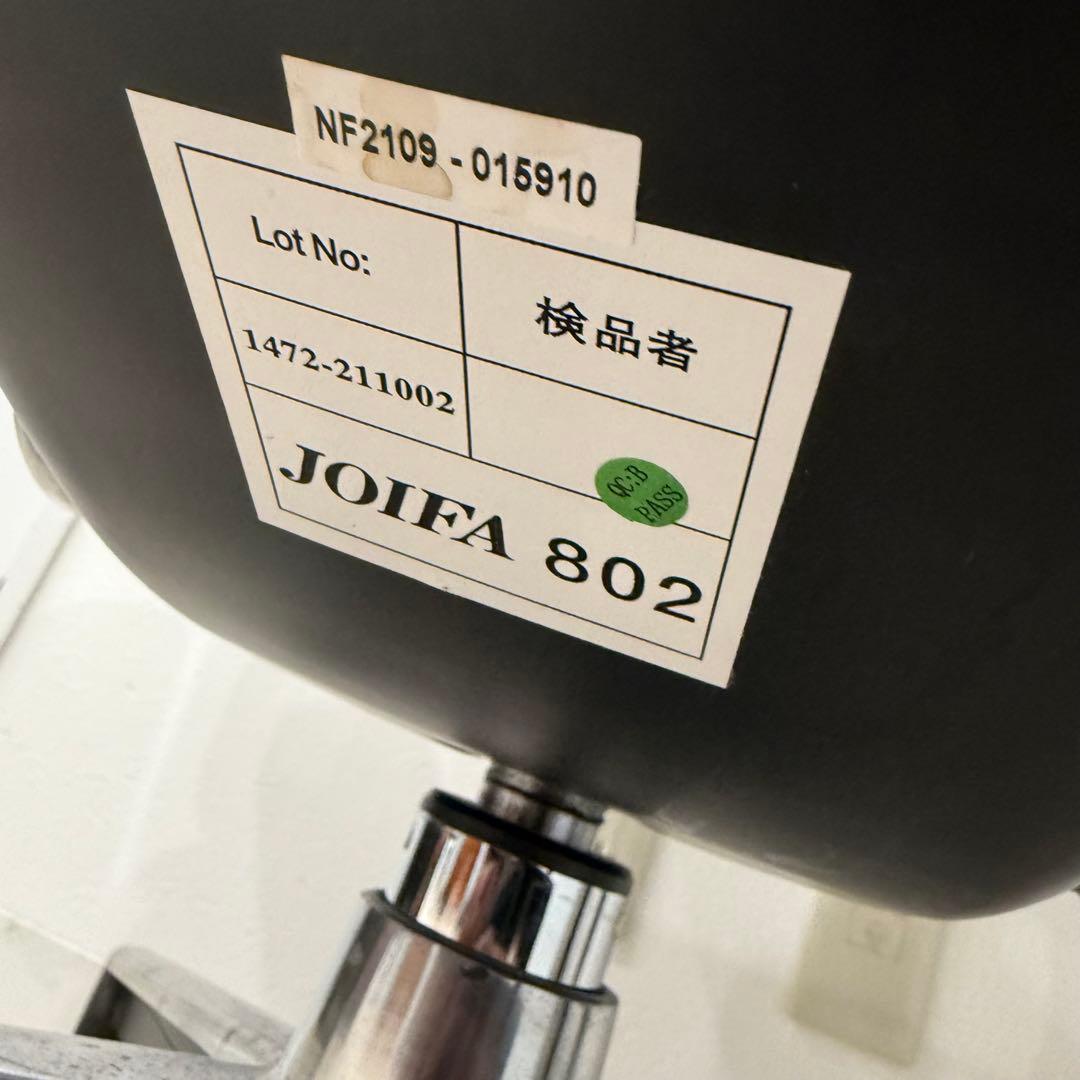 NF2109-015910
Lot No:
検品者
1472-211002
QC:B
PASS
JOIFA 802